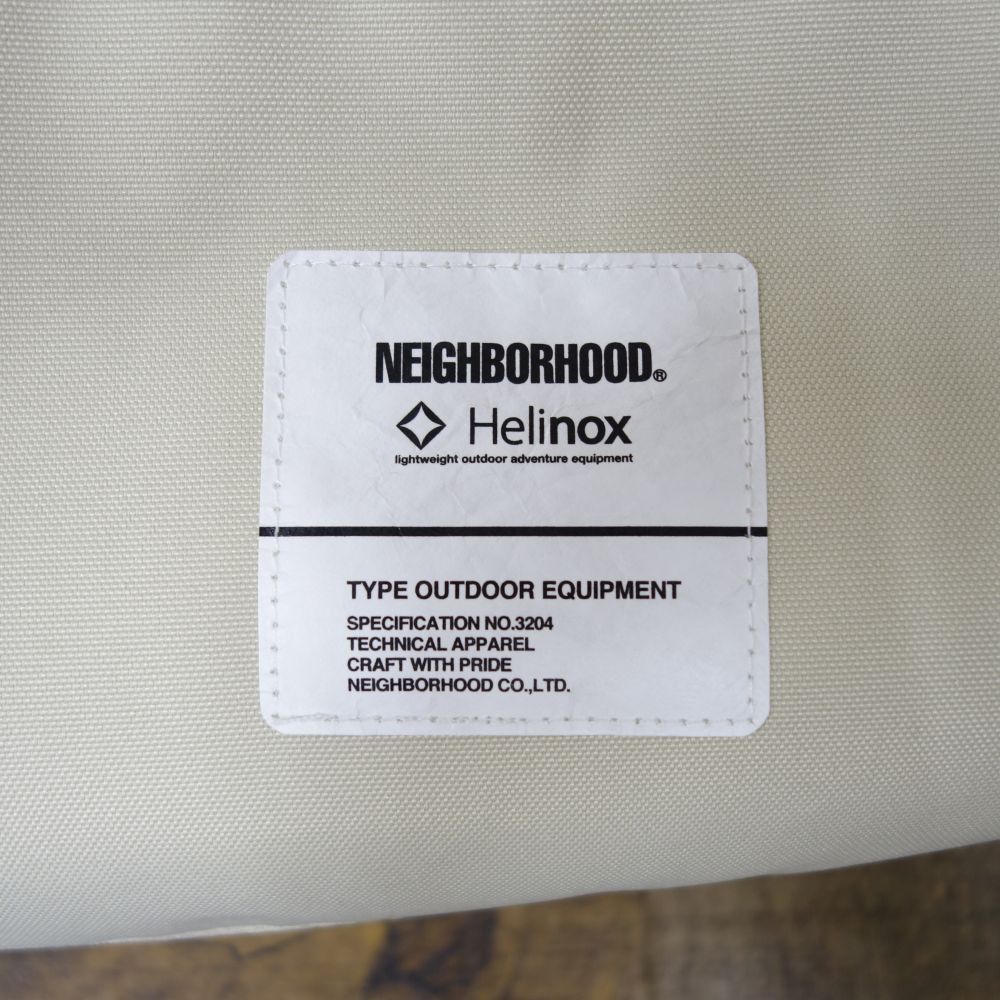 NEIGHBORHOOD®
Helinox
lightweight outdoor adventure equipment
TYPE OUTDOOR EQUIPMENT
SPECIFICATION NO.3204
TECHNICAL APPAREL
CRAFT WITH PRIDE
NEIGHBORHOOD CO.,LTD.